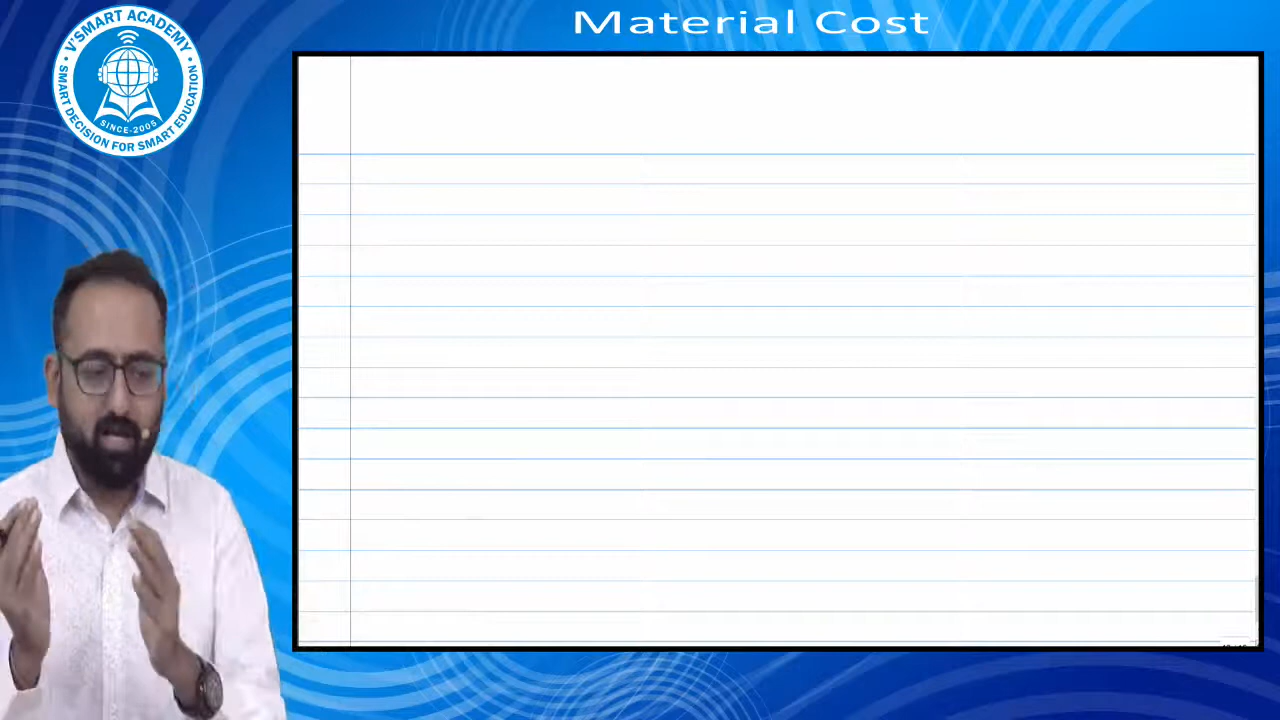 Material Cost
V'SMART ACADEMY
SINCE-2005
• SMART DECISION FOR SMART EDUCATION •